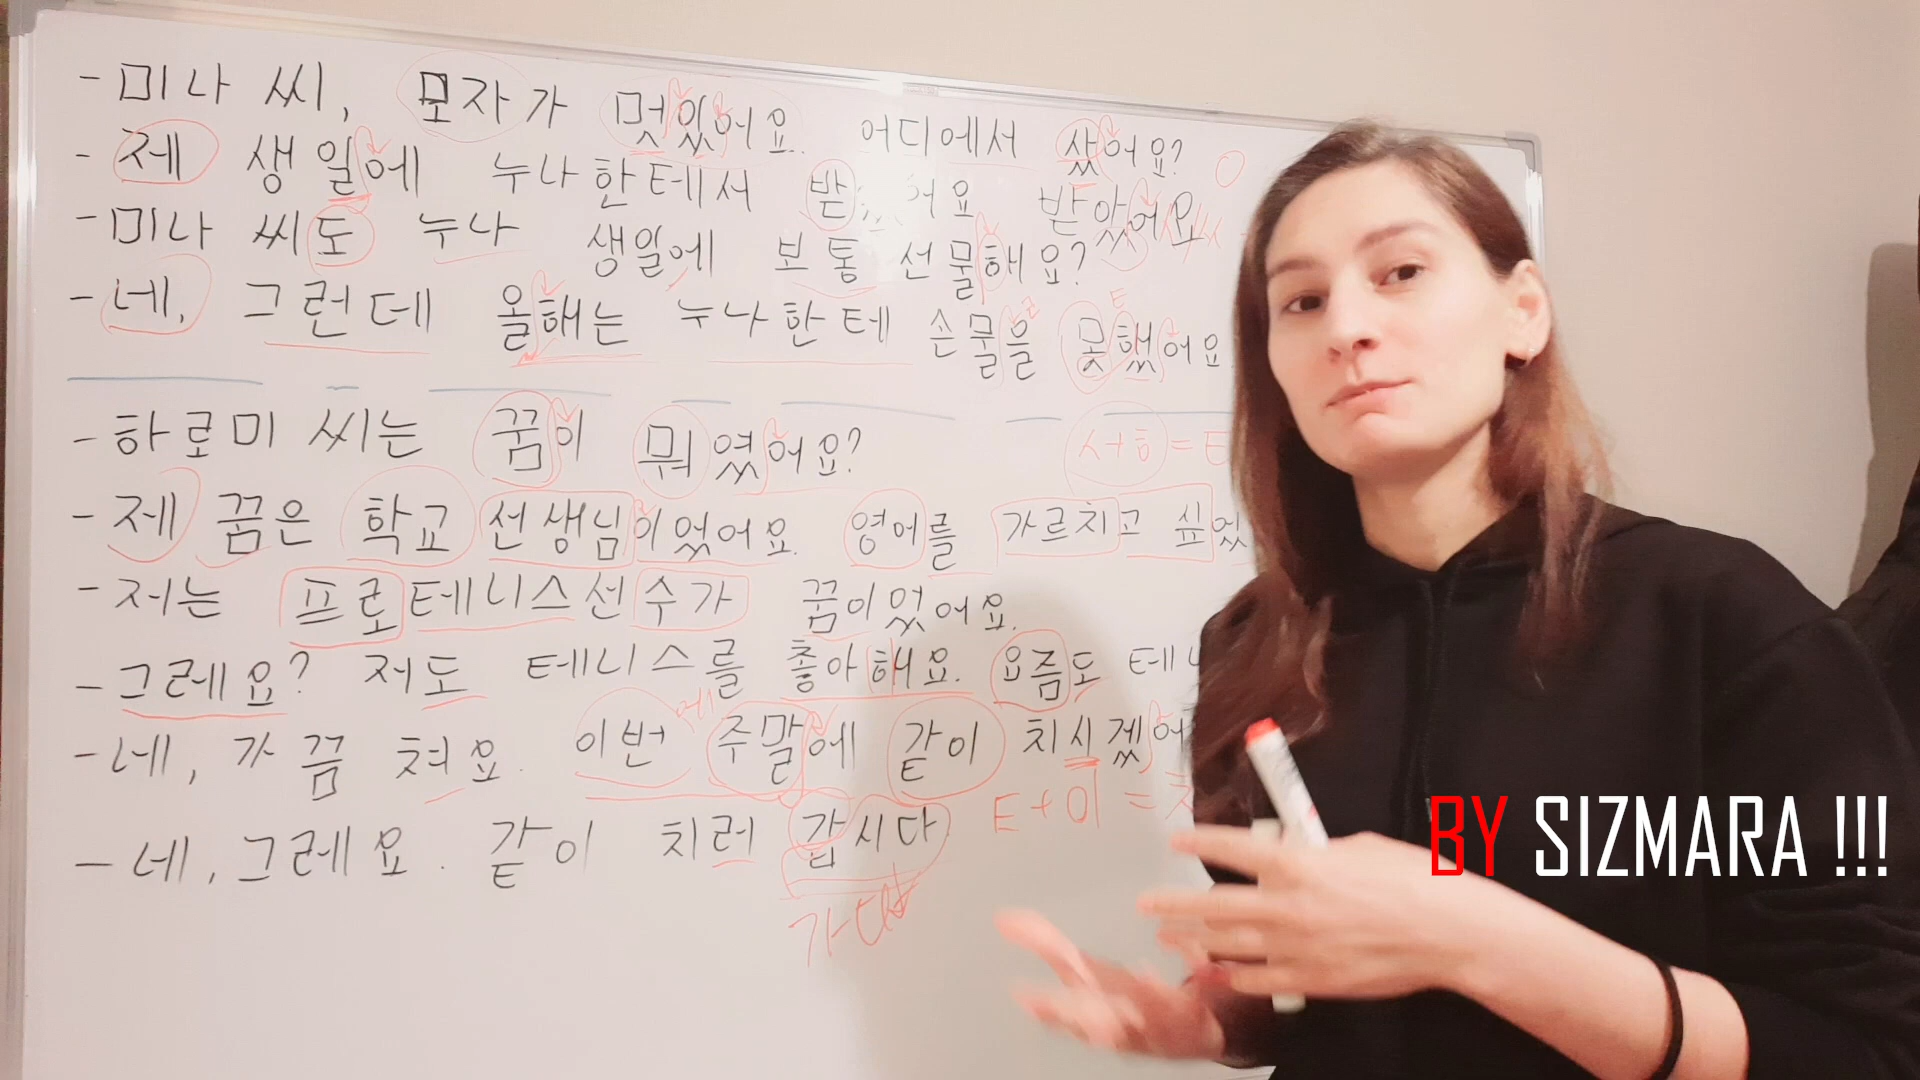 - 미나 씨, 모자가 멋있어요. 어디에서 샀어요?
- 제 생일에 누나한테서 받 어요 받았어요
- 미나 씨도 누나 생일에 보통 선물해요?
- 네, 그런데 올해는 누나한테 손물을 못했어요
- 하로미 씨는 꿈이 뭐였어요?
ㅅ+ㅎ=ㅌ
- 제 꿈은 학교 선생님이었어요. 영어를 가르치고 싶었
- 저는 프로테니스선수가 꿈이었어요.
- 그레요? 저도 테니스를 좋아해요. 요즘도 테니
- 네, 가끔 쳐요. 이번 주말에 같이 치시겠어
ㅌ+이=치
- 네, 그레요. 같이 치러 갑시다
가다
BY SIZMARA !!!